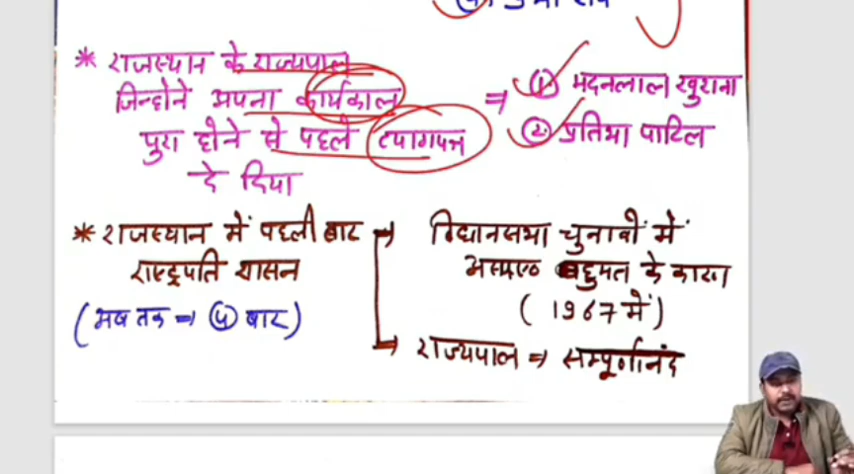 * राजस्थान के राज्यपाल
जिन्होने अपना कार्यकाल
पुरा होने से पहले त्यागपत्र
दे दिया
⇒ ① मदनलाल खुराना
② प्रतिभा पाटिल
* राजस्थान में पहली बार
राष्ट्रपति शासन
(अब तक ⇒ ④ बार)
→ विधानसभा चुनावों में
अस्पष्ट बहुमत के कारण
(1967 में)
→ राज्यपाल ⇒ सम्पूर्णानंद